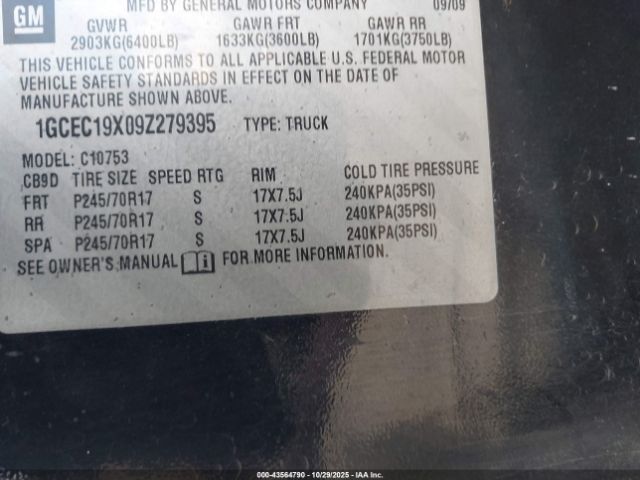 GM
MFD BY GENERAL MOTORS COMPANY 09/09
GVWR GAWR FRT GAWR RR
2903KG(6400LB) 1633KG(3600LB) 1701KG(3750LB)
THIS VEHICLE CONFORMS TO ALL APPLICABLE U.S. FEDERAL MOTOR
VEHICLE SAFETY STANDARDS IN EFFECT ON THE DATE OF
MANUFACTURE SHOWN ABOVE.
1GCEC19X09Z279395 TYPE: TRUCK
MODEL: C10753
CB9D TIRE SIZE SPEED RTG RIM COLD TIRE PRESSURE
FRT P245/70R17 S 17X7.5J 240KPA(35PSI)
RR P245/70R17 S 17X7.5J 240KPA(35PSI)
SPA P245/70R17 S 17X7.5J 240KPA(35PSI)
SEE OWNER'S MANUAL FOR MORE INFORMATION.
000-43564790 - 10/29/2025 - IAA Inc.